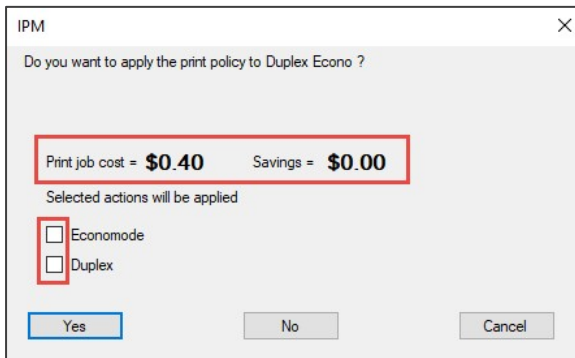 IPM
Do you want to apply the print policy to Duplex Econo ?
Print job cost = $0.40 Savings = $0.00
Selected actions will be applied
Economode
Duplex
Yes No Cancel